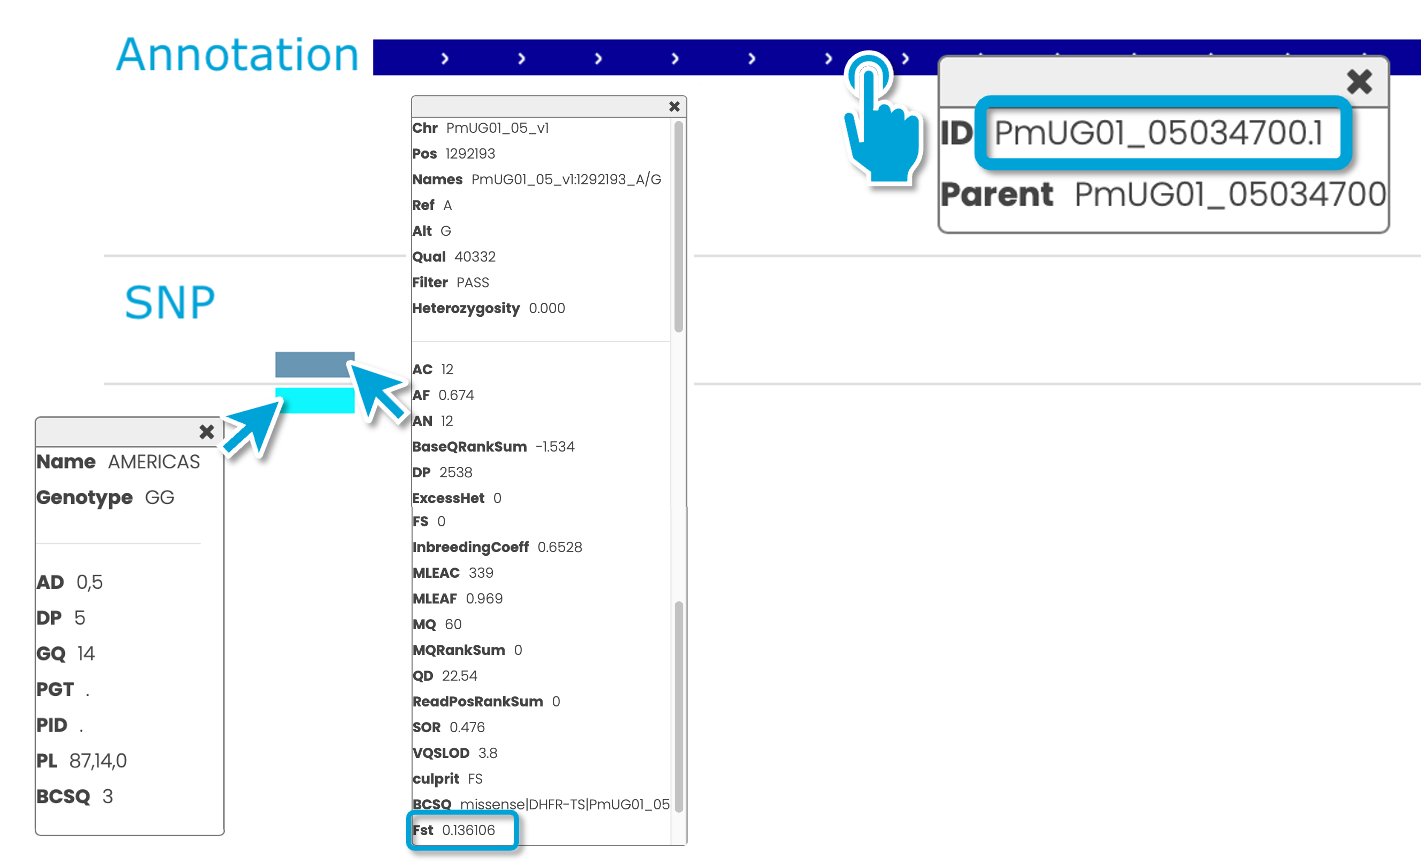 Annotation
ID PmUG01_05034700.1
Parent PmUG01_05034700
Chr PmUG01_05_v1
Pos 1292193
Names PmUG01_05_v1:1292193_A/G
Ref A
Alt G
Qual 40332
Filter PASS
Heterozygosity 0.000
AC 12
AF 0.674
AN 12
BaseQRankSum -1.534
DP 2538
ExcessHet 0
FS 0
InbreedingCoeff 0.6528
MLEAC 339
MLEAF 0.969
MQ 60
MQRankSum 0
QD 22.54
ReadPosRankSum 0
SOR 0.476
VQSLOD 3.8
culprit FS
BCSQ missense|DHFR-TS|PmUG01_05
Fst 0.136106
SNP
Name AMERICAS
Genotype GG
AD 0,5
DP 5
GQ 14
PGT .
PID .
PL 87,14,0
BCSQ 3